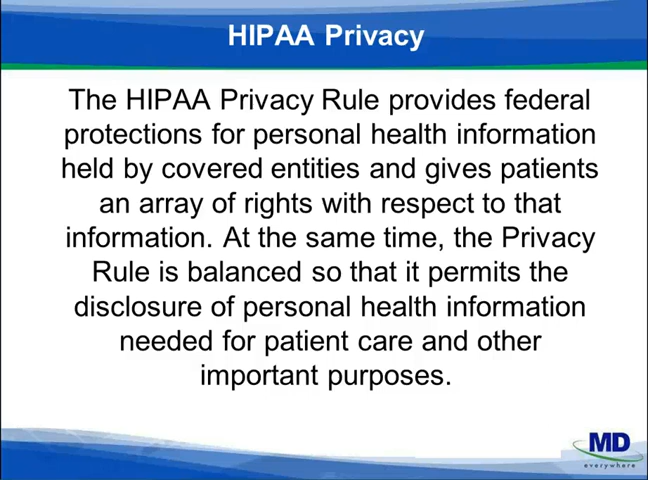 HIPAA Privacy
The HIPAA Privacy Rule provides federal
protections for personal health information
held by covered entities and gives patients
an array of rights with respect to that
information. At the same time, the Privacy
Rule is balanced so that it permits the
disclosure of personal health information
needed for patient care and other
important purposes.
MD
everywhere